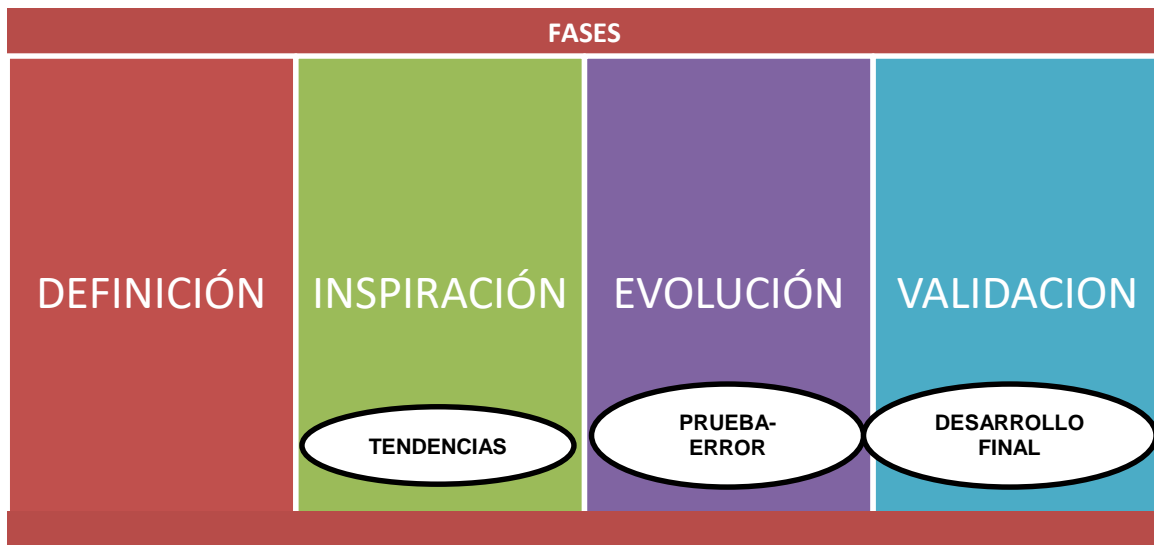 FASES
DEFINICIÓN
INSPIRACIÓN
EVOLUCIÓN
VALIDACION
TENDENCIAS
PRUEBA-
ERROR
DESARROLLO
FINAL